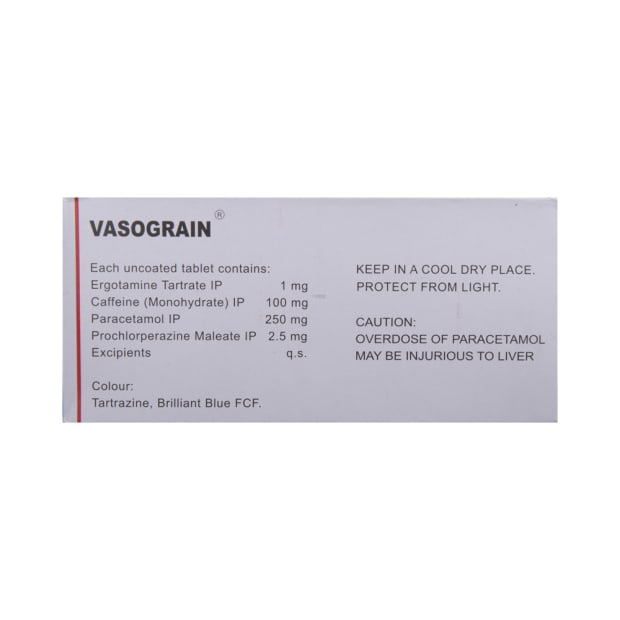 VASOGRAIN®
Each uncoated tablet contains:
Ergotamine Tartrate IP 1 mg
Caffeine (Monohydrate) IP 100 mg
Paracetamol IP 250 mg
Prochlorperazine Maleate IP 2.5 mg
Excipients q.s.
Colour:
Tartrazine, Brilliant Blue FCF.
KEEP IN A COOL DRY PLACE.
PROTECT FROM LIGHT.
CAUTION:
OVERDOSE OF PARACETAMOL
MAY BE INJURIOUS TO LIVER